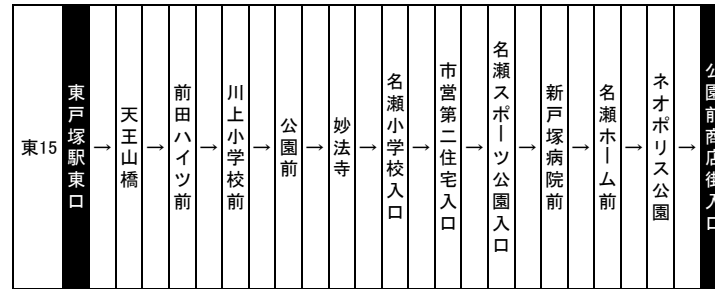 東15
東戸塚駅東口
→
天王山橋
→
前田ハイツ前
→
川上小学校前
→
公園前
→
妙法寺
→
名瀬小学校入口
→
市営第二住宅入口
→
名瀬スポーツ公園入口
→
新戸塚病院前
→
名瀬ホーム前
→
ネオポリス公園
→
公園前商店街入口